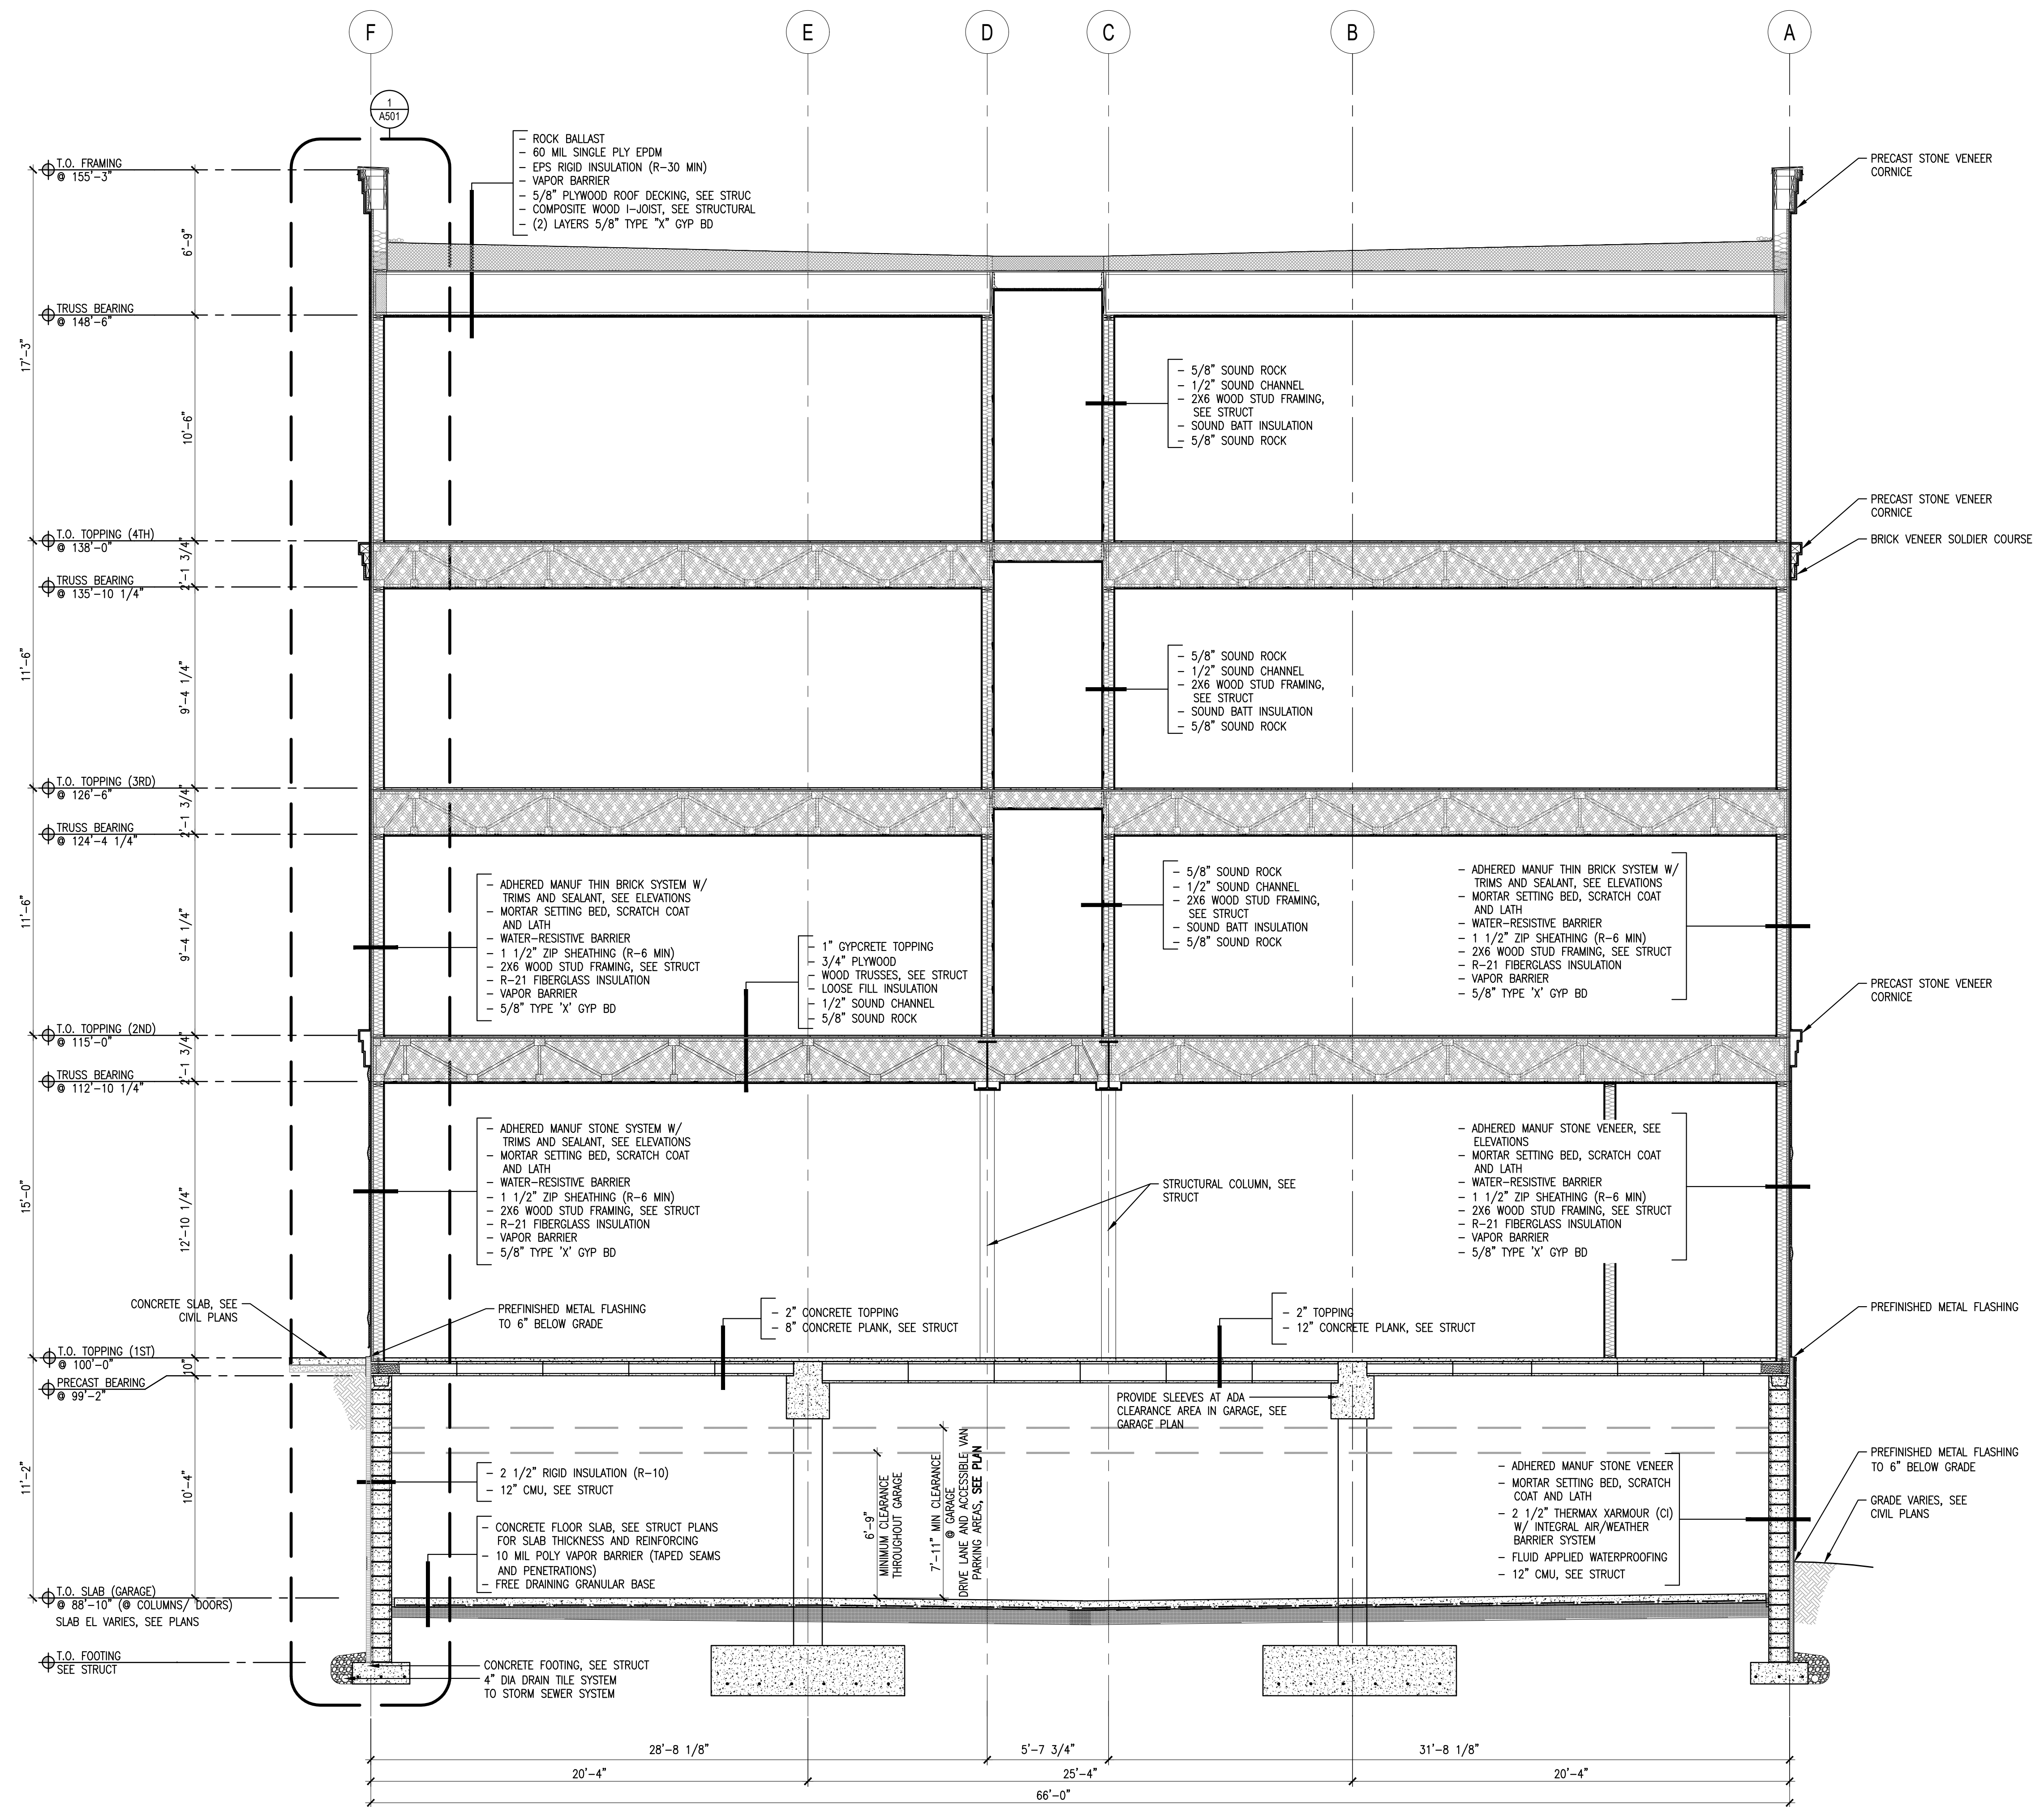 F
E
D
C
B
A
1
A501
- ROCK BALLAST
- 60 MIL SINGLE PLY EPDM
- EPS RIGID INSULATION (R-30 MIN)
- VAPOR BARRIER
- 5/8" PLYWOOD ROOF DECKING, SEE STRUC
- COMPOSITE WOOD I-JOIST, SEE STRUCTURAL
- (2) LAYERS 5/8" TYPE "X" GYP BD
PRECAST STONE VENEER
CORNICE
T.O. FRAMING
@ 155'-3"
6'-9"
TRUSS BEARING
@ 148'-6"
17'-3"
10'-6"
- 5/8" SOUND ROCK
- 1/2" SOUND CHANNEL
- 2X6 WOOD STUD FRAMING,
SEE STRUCT
- SOUND BATT INSULATION
- 5/8" SOUND ROCK
PRECAST STONE VENEER
CORNICE
BRICK VENEER SOLDIER COURSE
T.O. TOPPING (4TH)
@ 138'-0"
2'-1 3/4"
TRUSS BEARING
@ 135'-10 1/4"
11'-6"
9'-4 1/4"
- 5/8" SOUND ROCK
- 1/2" SOUND CHANNEL
- 2X6 WOOD STUD FRAMING,
SEE STRUCT
- SOUND BATT INSULATION
- 5/8" SOUND ROCK
T.O. TOPPING (3RD)
@ 126'-6"
2'-1 3/4"
TRUSS BEARING
@ 124'-4 1/4"
11'-6"
9'-4 1/4"
- ADHERED MANUF THIN BRICK SYSTEM W/
TRIMS AND SEALANT, SEE ELEVATIONS
- MORTAR SETTING BED, SCRATCH COAT
AND LATH
- WATER-RESISTIVE BARRIER
- 1 1/2" ZIP SHEATHING (R-6 MIN)
- 2X6 WOOD STUD FRAMING, SEE STRUCT
- R-21 FIBERGLASS INSULATION
- VAPOR BARRIER
- 5/8" TYPE 'X' GYP BD
- 1" GYPCRETE TOPPING
- 3/4" PLYWOOD
- WOOD TRUSSES, SEE STRUCT
- LOOSE FILL INSULATION
- 1/2" SOUND CHANNEL
- 5/8" SOUND ROCK
- 5/8" SOUND ROCK
- 1/2" SOUND CHANNEL
- 2X6 WOOD STUD FRAMING,
SEE STRUCT
- SOUND BATT INSULATION
- 5/8" SOUND ROCK
- ADHERED MANUF THIN BRICK SYSTEM W/
TRIMS AND SEALANT, SEE ELEVATIONS
- MORTAR SETTING BED, SCRATCH COAT
AND LATH
- WATER-RESISTIVE BARRIER
- 1 1/2" ZIP SHEATHING (R-6 MIN)
- 2X6 WOOD STUD FRAMING, SEE STRUCT
- R-21 FIBERGLASS INSULATION
- VAPOR BARRIER
- 5/8" TYPE 'X' GYP BD
PRECAST STONE VENEER
CORNICE
T.O. TOPPING (2ND)
@ 115'-0"
2'-1 3/4"
TRUSS BEARING
@ 112'-10 1/4"
15'-0"
12'-10 1/4"
- ADHERED MANUF STONE SYSTEM W/
TRIMS AND SEALANT, SEE ELEVATIONS
- MORTAR SETTING BED, SCRATCH COAT
AND LATH
- WATER-RESISTIVE BARRIER
- 1 1/2" ZIP SHEATHING (R-6 MIN)
- 2X6 WOOD STUD FRAMING, SEE STRUCT
- R-21 FIBERGLASS INSULATION
- VAPOR BARRIER
- 5/8" TYPE 'X' GYP BD
STRUCTURAL COLUMN, SEE
STRUCT
- ADHERED MANUF STONE VENEER, SEE
ELEVATIONS
- MORTAR SETTING BED, SCRATCH COAT
AND LATH
- WATER-RESISTIVE BARRIER
- 1 1/2" ZIP SHEATHING (R-6 MIN)
- 2X6 WOOD STUD FRAMING, SEE STRUCT
- R-21 FIBERGLASS INSULATION
- VAPOR BARRIER
- 5/8" TYPE 'X' GYP BD
CONCRETE SLAB, SEE
CIVIL PLANS
PREFINISHED METAL FLASHING
TO 6" BELOW GRADE
- 2" CONCRETE TOPPING
- 8" CONCRETE PLANK, SEE STRUCT
- 2" TOPPING
- 12" CONCRETE PLANK, SEE STRUCT
PREFINISHED METAL FLASHING
T.O. TOPPING (1ST)
@ 100'-0"
10"
PRECAST BEARING
@ 99'-2"
PROVIDE SLEEVES AT ADA
CLEARANCE AREA IN GARAGE, SEE
GARAGE PLAN
11'-2"
10'-4"
- 2 1/2" RIGID INSULATION (R-10)
- 12" CMU, SEE STRUCT
- CONCRETE FLOOR SLAB, SEE STRUCT PLANS
FOR SLAB THICKNESS AND REINFORCING
- 10 MIL POLY VAPOR BARRIER (TAPED SEAMS
AND PENETRATIONS)
- FREE DRAINING GRANULAR BASE
6'-9"
MINIMUM CLEARANCE
THROUGHOUT GARAGE
7'-11" MIN CLEARANCE
@ GARAGE
DRIVE LANE AND ACCESSIBLE VAN
PARKING AREAS, SEE PLAN
- ADHERED MANUF STONE VENEER
- MORTAR SETTING BED, SCRATCH
COAT AND LATH
- 2 1/2" THERMAX XARMOUR (CI)
W/ INTEGRAL AIR/WEATHER
BARRIER SYSTEM
- FLUID APPLIED WATERPROOFING
- 12" CMU, SEE STRUCT
PREFINISHED METAL FLASHING
TO 6" BELOW GRADE
GRADE VARIES, SEE
CIVIL PLANS
T.O. SLAB (GARAGE)
@ 88'-10" (@ COLUMNS/ DOORS)
SLAB EL VARIES, SEE PLANS
T.O. FOOTING
SEE STRUCT
CONCRETE FOOTING, SEE STRUCT
4" DIA DRAIN TILE SYSTEM
TO STORM SEWER SYSTEM
28'-8 1/8"
5'-7 3/4"
31'-8 1/8"
20'-4"
25'-4"
20'-4"
66'-0"